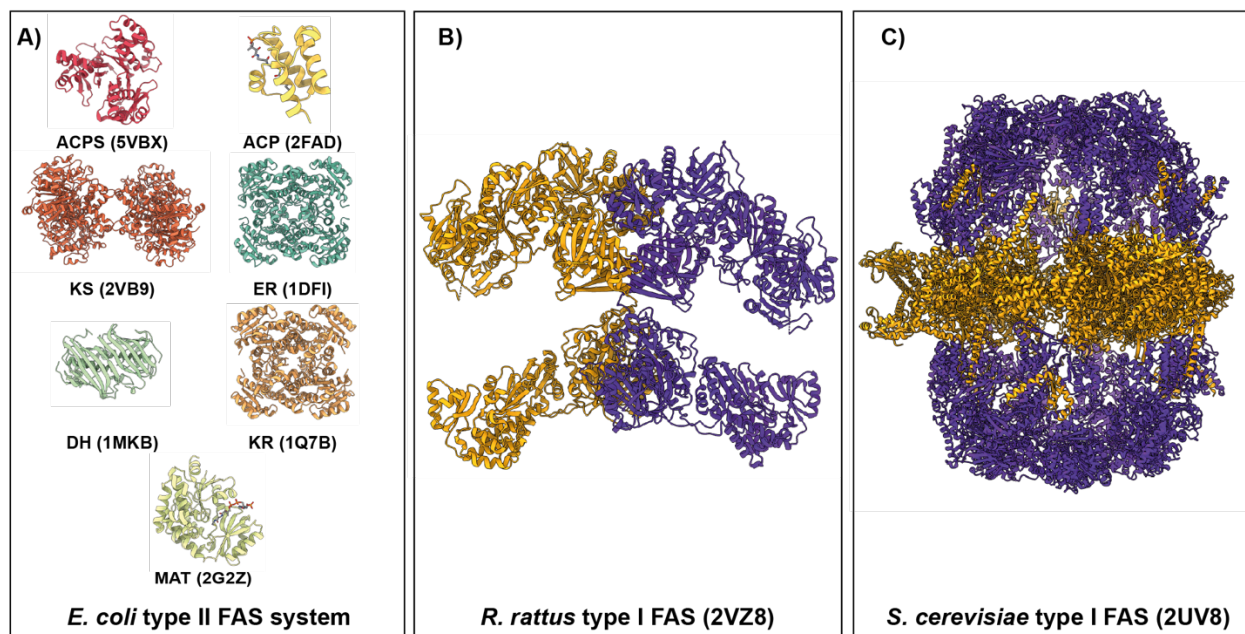 A)
ACPS (5VBX)
ACP (2FAD)
KS (2VB9)
ER (1DFI)
DH (1MKB)
KR (1Q7B)
MAT (2G2Z)
E. coli type II FAS system
B)
R. rattus type I FAS (2VZ8)
C)
S. cerevisiae type I FAS (2UV8)